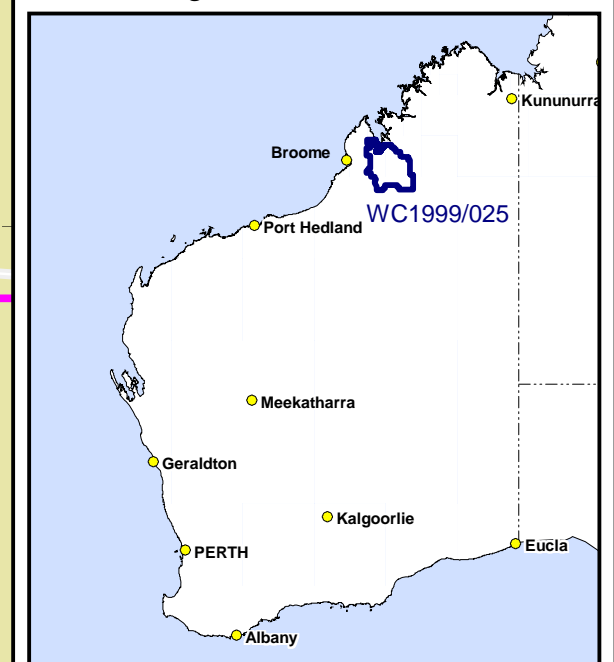 Kununurra
Broome
WC1999/025
Port Hedland
Meekatharra
Geraldton
Kalgoorlie
PERTH
Eucla
Albany